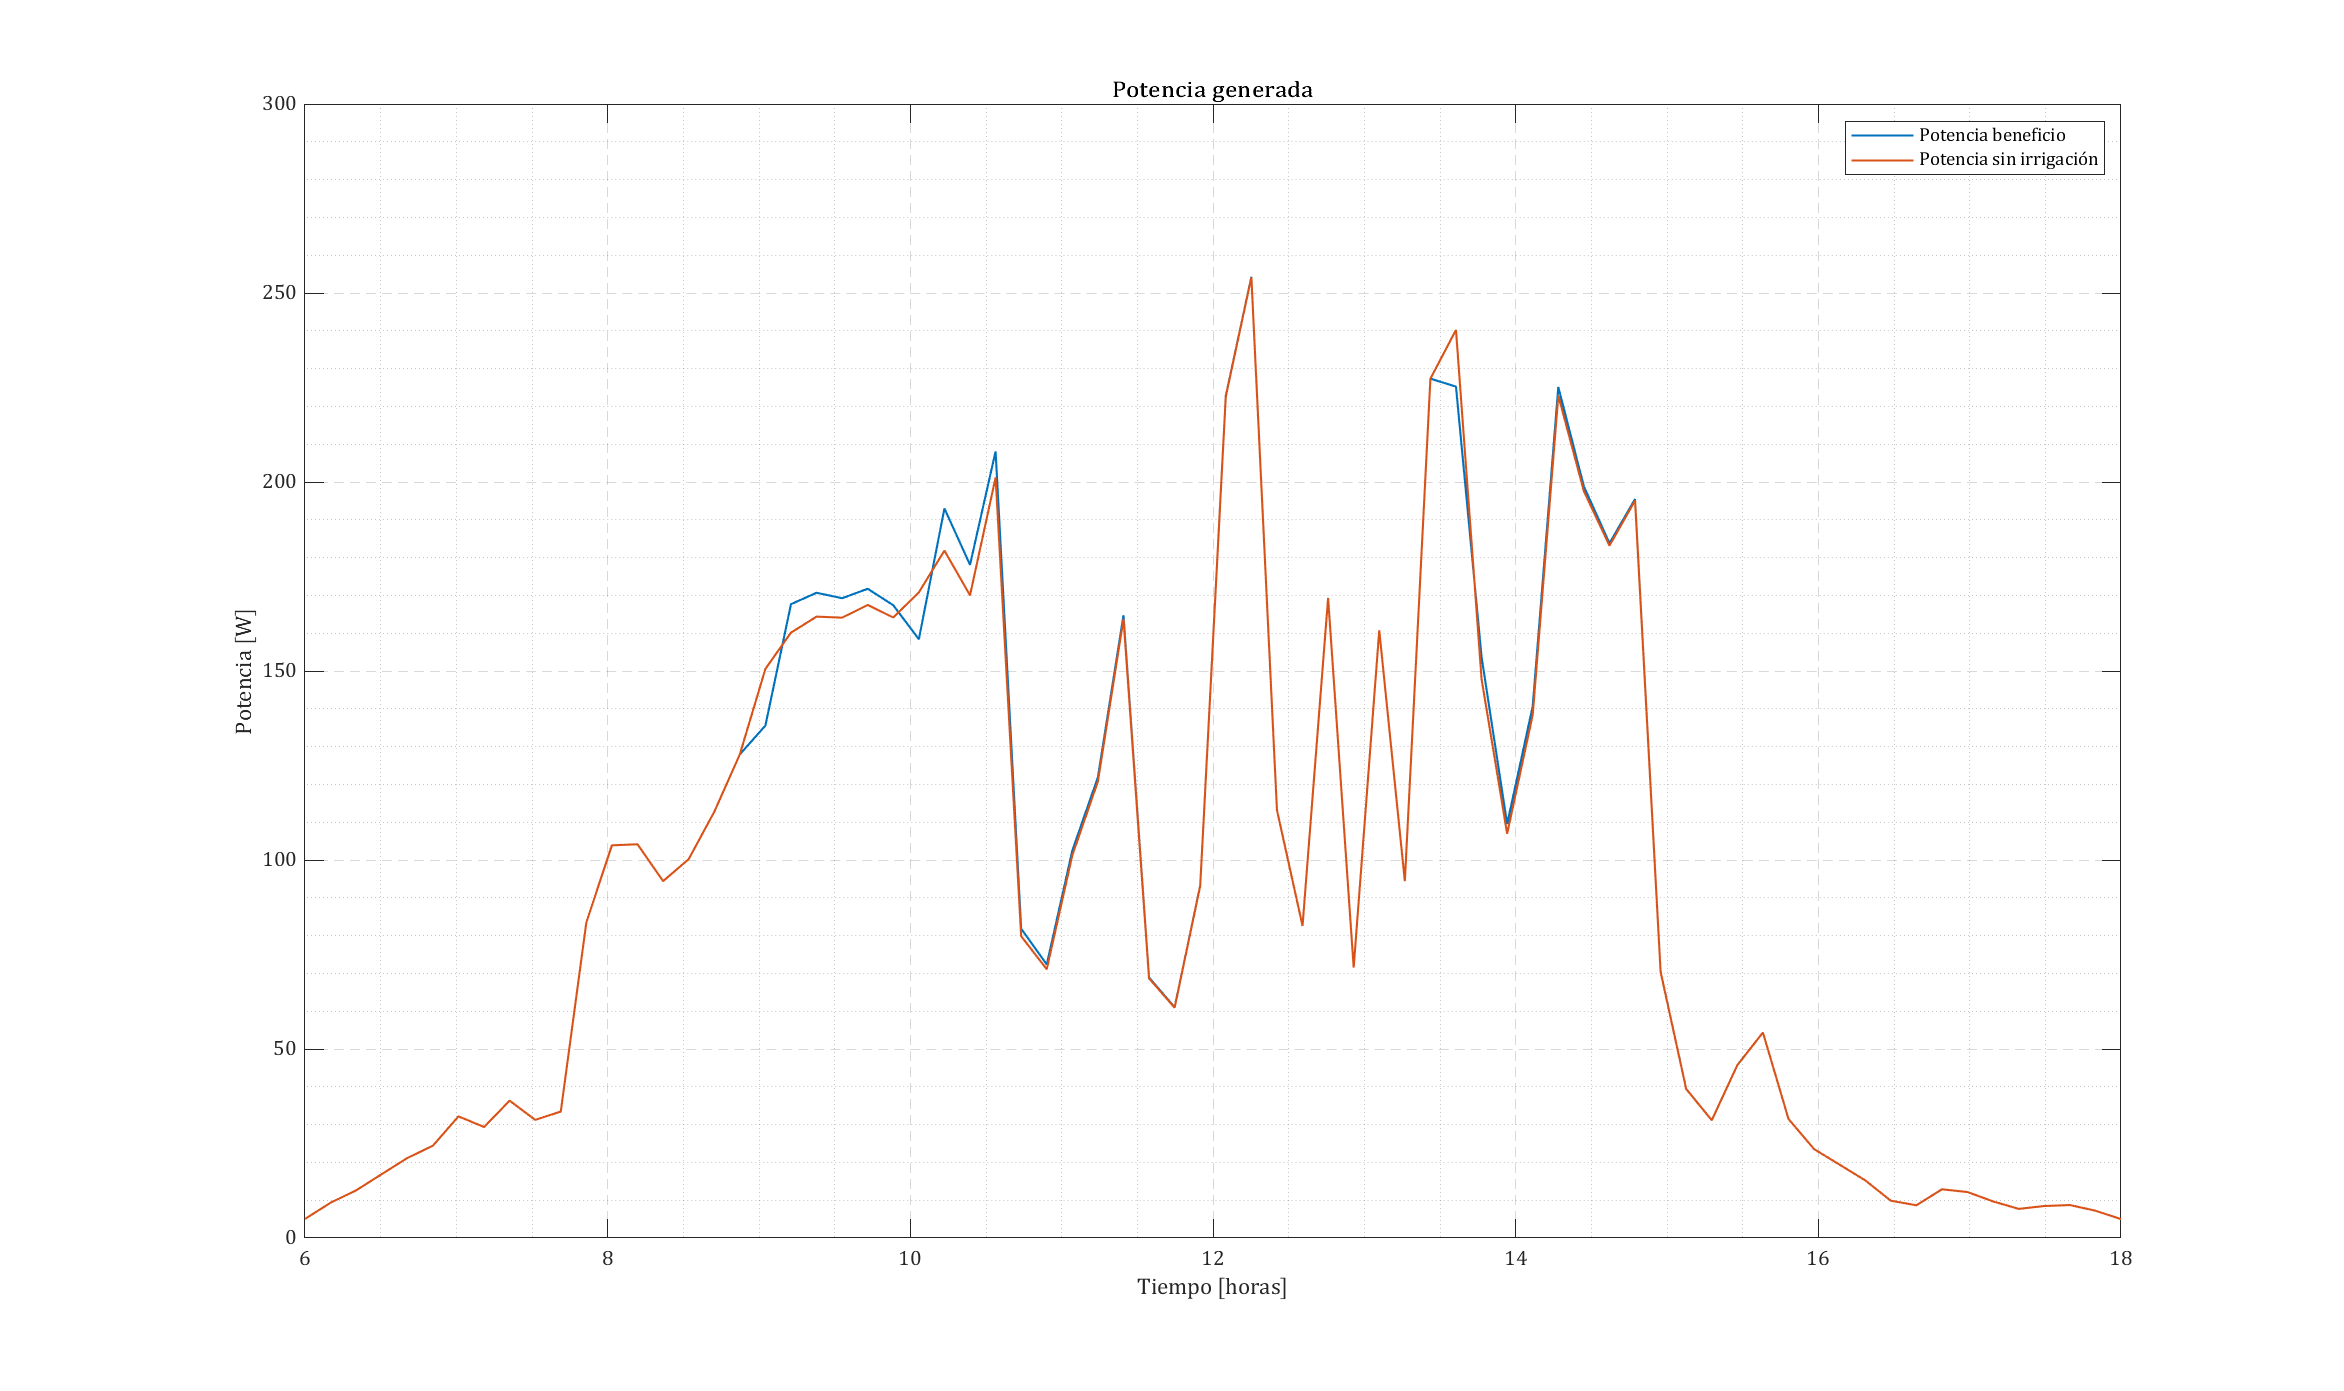 Potencia generada
300
250
200
150
100
50
0
Potencia [W]
Potencia beneficio
Potencia sin irrigación
6 8 10 12 14 16 18
Tiempo [horas]